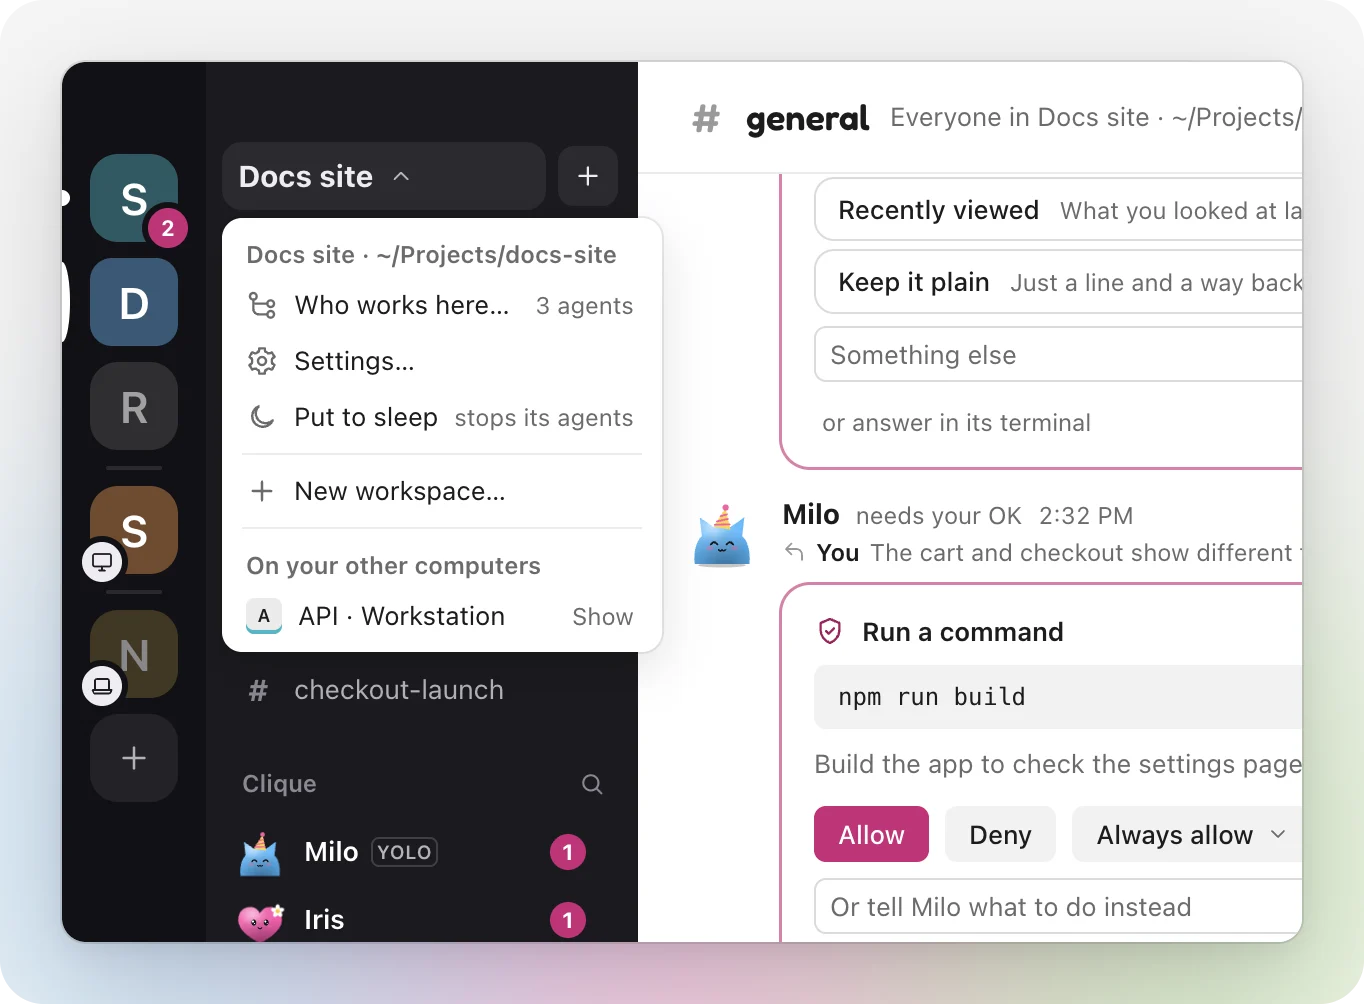 S
2
D
R
S
N
+
Docs site
+
Docs site · ~/Projects/docs-site
Who works here... 3 agents
Settings...
Put to sleep stops its agents
+ New workspace...
On your other computers
A API · Workstation Show
# checkout-launch
Clique
Milo YOLO 1
Iris 1
# general Everyone in Docs site · ~/Projects/
Recently viewed What you looked at la
Keep it plain Just a line and a way back
Something else
or answer in its terminal
Milo needs your OK 2:32 PM
You The cart and checkout show different
Run a command
npm run build
Build the app to check the settings page
Allow Deny Always allow
Or tell Milo what to do instead